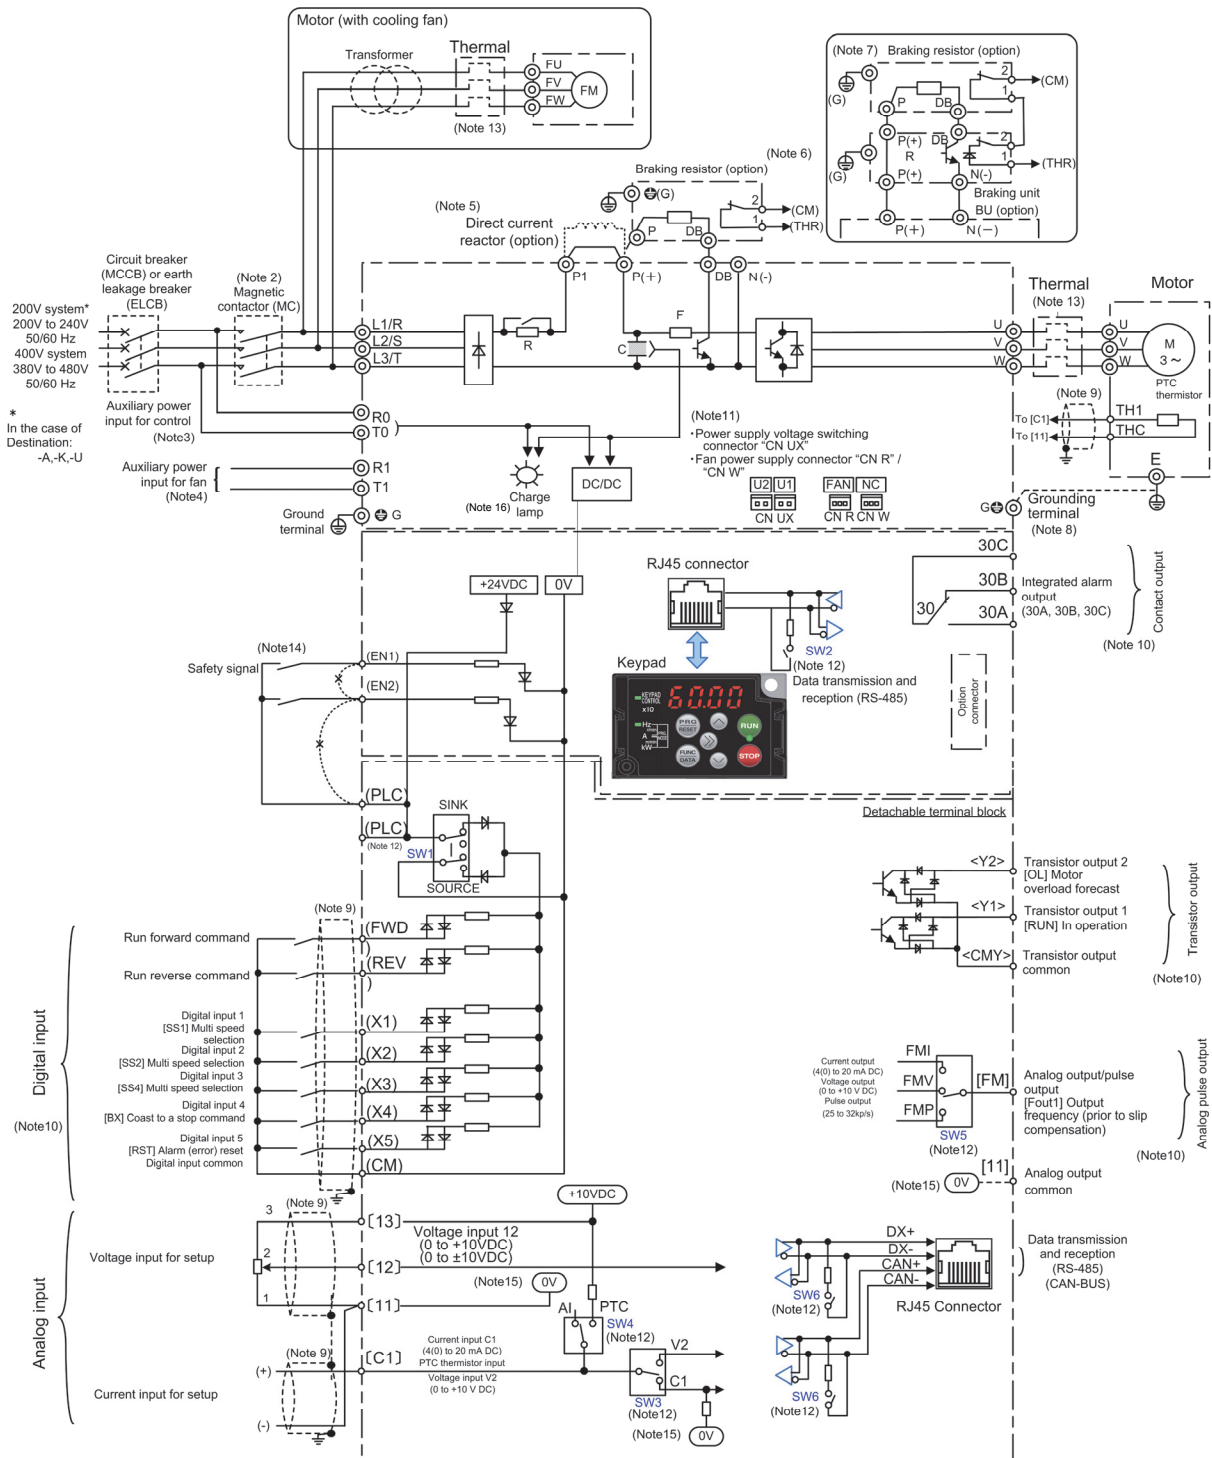 Motor (with cooling fan)
Transformer
Thermal
FU
FV
FW
FM
(Note 13)
(Note 7)
Braking resistor (option)
(G)
P
DB
2
1
(CM)
P(+)
R
DB
2
1
(THR)
(G)
P(+)
N(-)
Braking unit
BU (option)
P(+)
N(−)
(Note 6)
Braking resistor (option)
(G)
P
DB
2
1
(CM)
(THR)
(Note 5)
Direct current
reactor (option)
P1
P(+)
DB
N(-)
Circuit breaker
(MCCB) or earth
leakage breaker
(ELCB)
(Note 2)
Magnetic
contactor (MC)
200V system*
200V to 240V
50/60 Hz
400V system
380V to 480V
50/60 Hz
L1/R
L2/S
L3/T
R
C
F
U
V
W
Thermal
(Note 13)
Motor
U
V
W
M
3～
PTC
thermistor
(Note 9)
To [C1]
To [11]
TH1
THC
E
*
In the case of
Destination:
-A,-K,-U
Auxiliary power
input for control
(Notc3)
R0
T0
Auxiliary power
input for fan
(Note4)
R1
T1
Ground
terminal
G
(Note 16)
Charge
lamp
DC/DC
(Note11)
・Power supply voltage switching
connector “CN UX”
・Fan power supply connector “CN R” /
“CN W”
U2
U1
CN UX
FAN
NC
CN R
CN W
G
Grounding
terminal
(Note 8)
+24VDC
0V
RJ45 connector
SW2
(Note 12)
Data transmission and
reception (RS-485)
Keypad
KEYPAD
CONTROL
x10
Hz
A
kW
60.00
PRG
RESET
RUN
FUNC
DATA
STOP
30C
30B
30
30A
Integrated alarm
output
(30A, 30B, 30C)
Contact output
(Note 10)
Option
connector
(Note14)
Safety signal
(EN1)
(EN2)
(PLC)
(PLC)
(Note 12)
SINK
SW1
SOURCE
Detachable terminal block
<Y2>
Transistor output 2
[OL] Motor
overload forecast
<Y1>
Transistor output 1
[RUN] In operation
<CMY>
Transistor output
common
Transistor output
(Note10)
(Note 9)
Digital input
(Note10)
Run forward command
(FWD
)
Run reverse command
(REV
)
Digital input 1
[SS1] Multi speed
selection
(X1)
Digital input 2
[SS2] Multi speed selection
(X2)
Digital input 3
[SS4] Multi speed selection
(X3)
Digital input 4
[BX] Coast to a stop command
(X4)
Digital input 5
[RST] Alarm (error) reset
(X5)
Digital input common
(CM)
Current output
(4(0) to 20 mA DC)
Voltage output
(0 to +10 V DC)
Pulse output
(25 to 32kp/s)
FMI
FMV
FMP
[FM]
SW5
(Note12)
Analog output/pulse
output
[Fout1] Output
frequency (prior to slip
compensation)
Analog pulse output
(Note10)
[11]
(Note15)
0V
Analog output
common
Analog input
(Note 9)
3
2
1
Voltage input for setup
〔13〕
〔12〕
〔11〕
Voltage input 12
(0 to +10VDC)
(0 to ±10VDC)
+10VDC
(Note15)
0V
AI
PTC
SW4
(Note12)
(Note 9)
(+)
(-)
Current input for setup
〔C1〕
Current input C1
(4(0) to 20 mA DC)
PTC thermistor input
Voltage input V2
(0 to +10 V DC)
V2
C1
SW3
(Note12)
(Note15)
0V
DX+
DX-
CAN+
CAN-
SW6
(Note12)
RJ45 Connector
Data transmission
and reception
(RS-485)
(CAN-BUS)
SW6
(Note12)